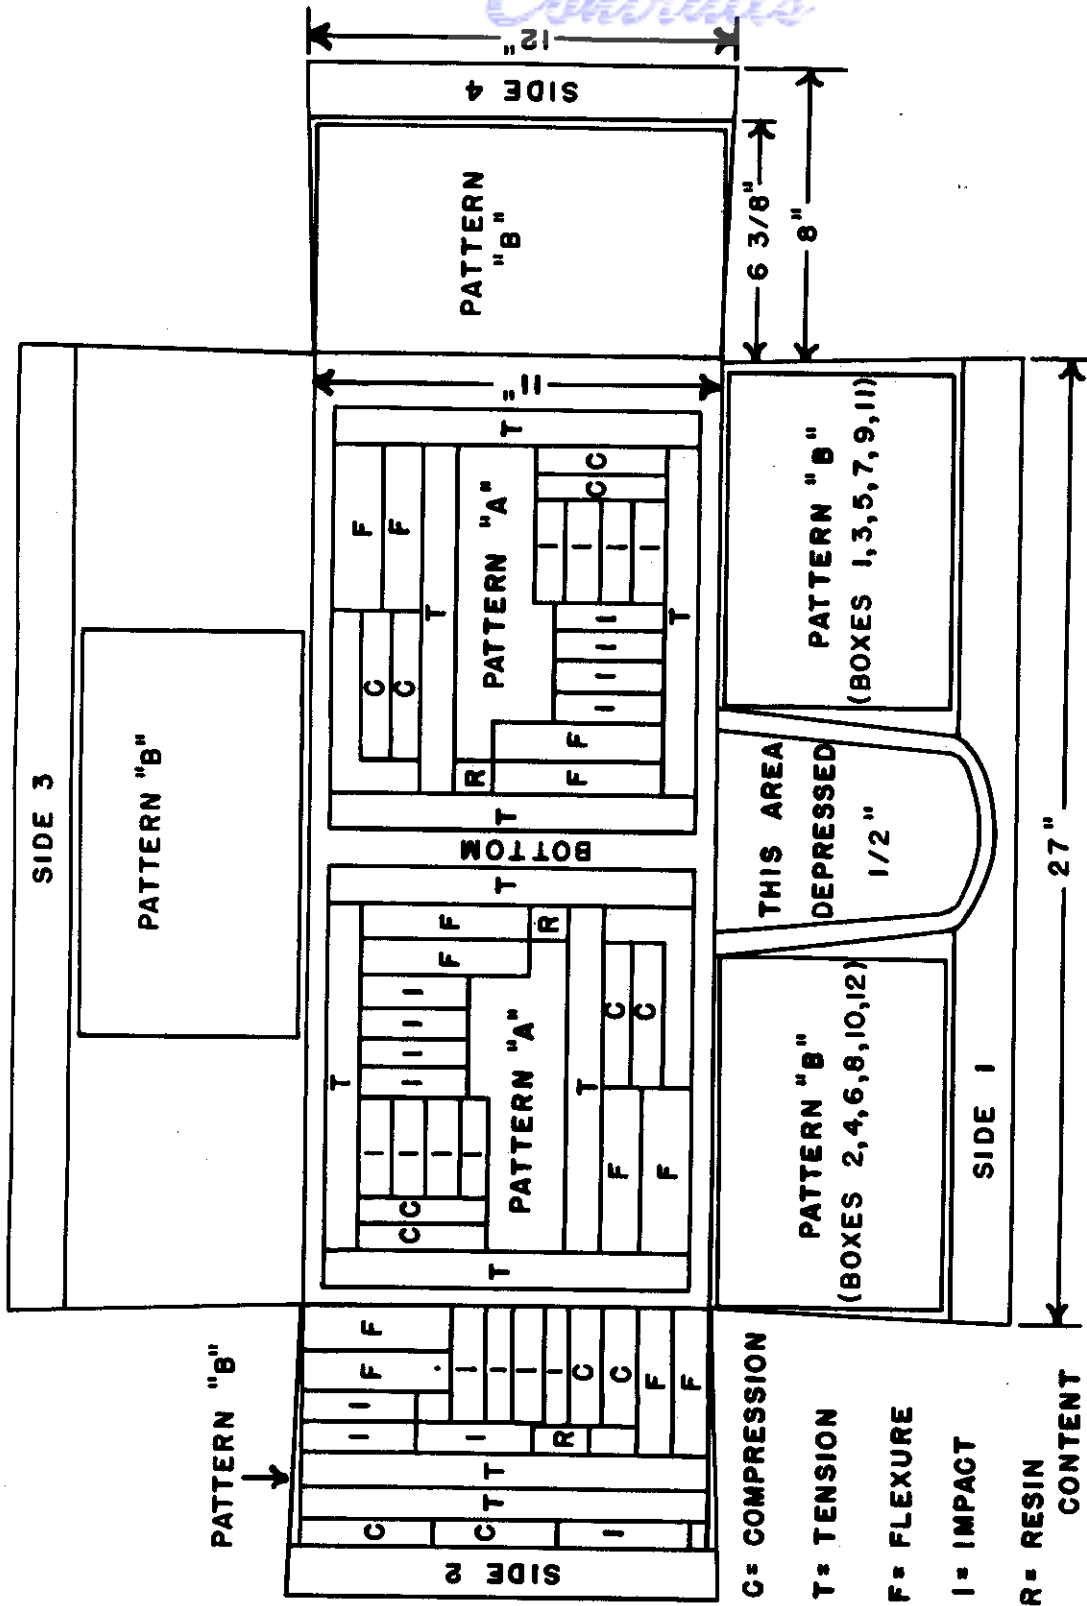 Contrails
SIDE 3
PATTERN "B"
PATTERN "B"
SIDE 2
C
C
I
T
T
I
I
R
F
F
I
I
I
I
C
C
F
F
PATTERN "A"
T
T
T
T
C
C
I
I
I
I
I
I
I
I
F
F
R
F
F
C
C
BOTTOM
PATTERN "A"
T
T
T
T
C
C
F
F
R
F
F
I
I
I
I
I
I
I
I
C
C
11"
PATTERN
"B"
SIDE 4
12"
6 3/8"
8"
PATTERN "B"
(BOXES 2,4,6,8,10,12)
THIS AREA
DEPRESSED
1/2"
PATTERN "B"
(BOXES 1,3,5,7,9,11)
SIDE 1
27"
C= COMPRESSION
T= TENSION
F= FLEXURE
I= IMPACT
R= RESIN
CONTENT